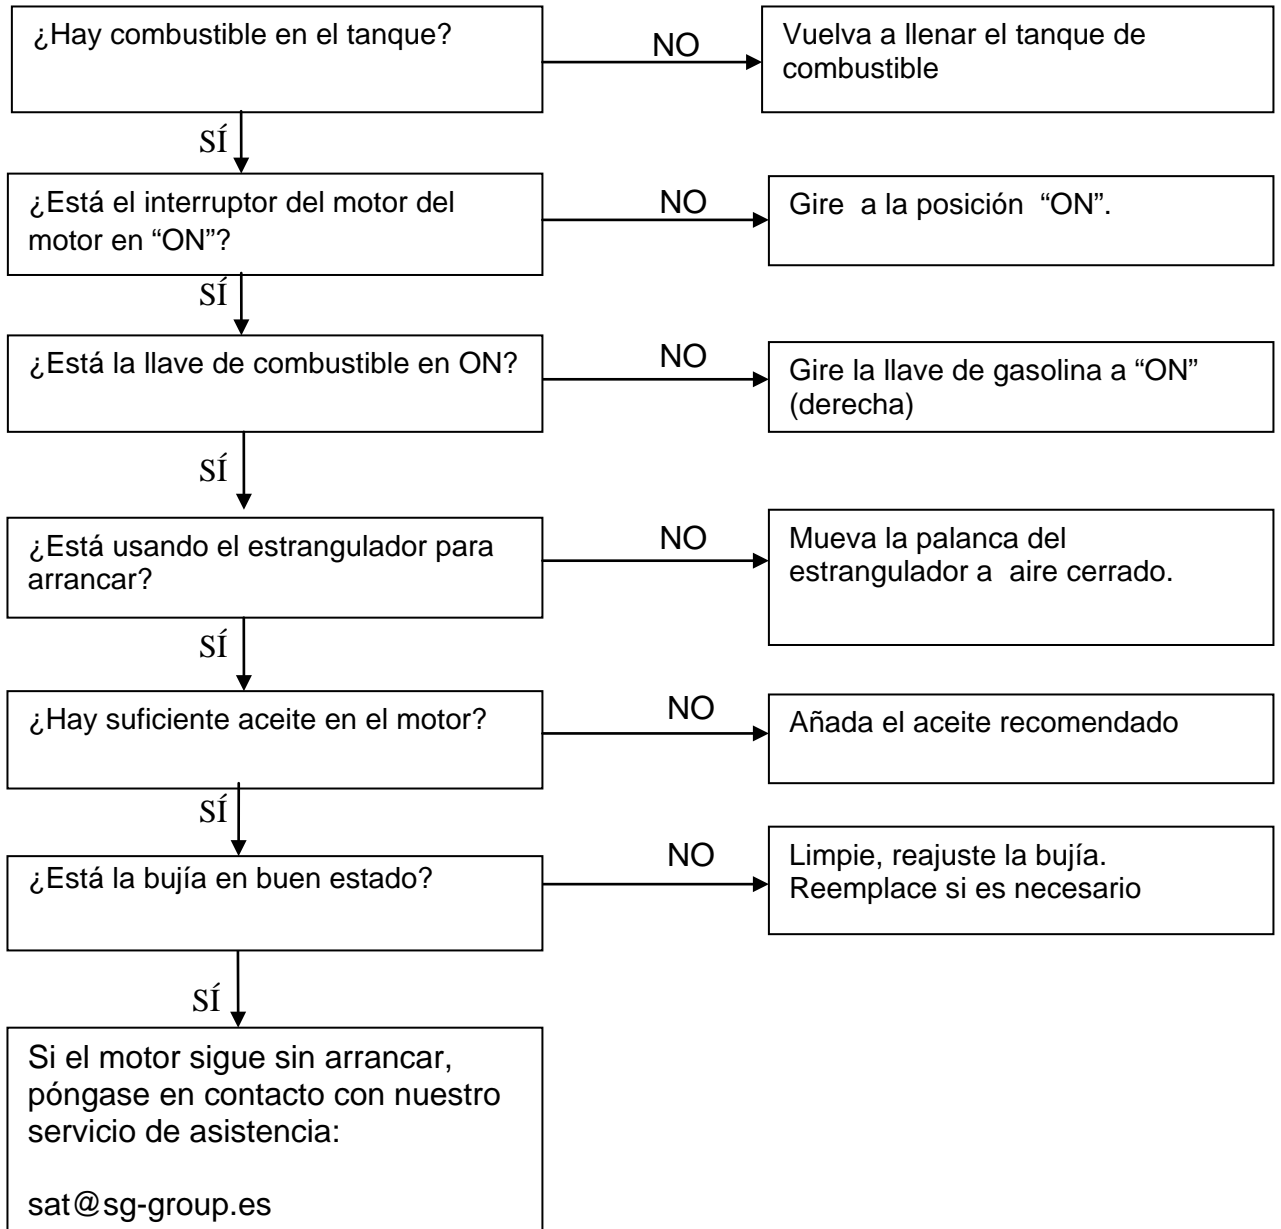 ¿Hay combustible en el tanque?
NO
Vuelva a llenar el tanque de
combustible
SÍ
¿Está el interruptor del motor del
motor en “ON”?
NO
Gire a la posición “ON”.
SÍ
¿Está la llave de combustible en ON?
NO
Gire la llave de gasolina a “ON”
(derecha)
SÍ
¿Está usando el estrangulador para
arrancar?
NO
Mueva la palanca del
estrangulador a aire cerrado.
SÍ
¿Hay suficiente aceite en el motor?
NO
Añada el aceite recomendado
SÍ
¿Está la bujía en buen estado?
NO
Limpie, reajuste la bujía.
Reemplace si es necesario
SÍ
Si el motor sigue sin arrancar,
póngase en contacto con nuestro
servicio de asistencia:
sat@sg-group.es